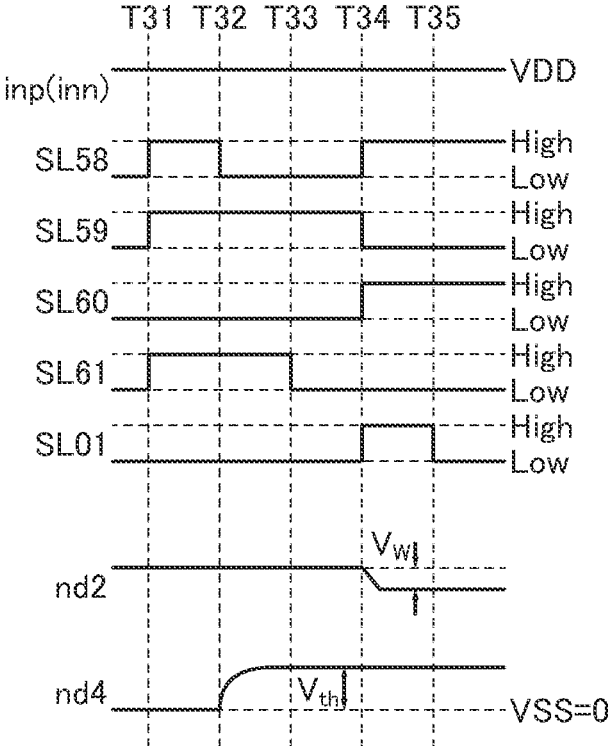 T31 T32 T33 T34 T35
inp(inn) VDD
SL58 High
Low
SL59 High
Low
SL60 High
Low
SL61 High
Low
SL01 High
Low
nd2 VW
nd4 Vth VSS=0